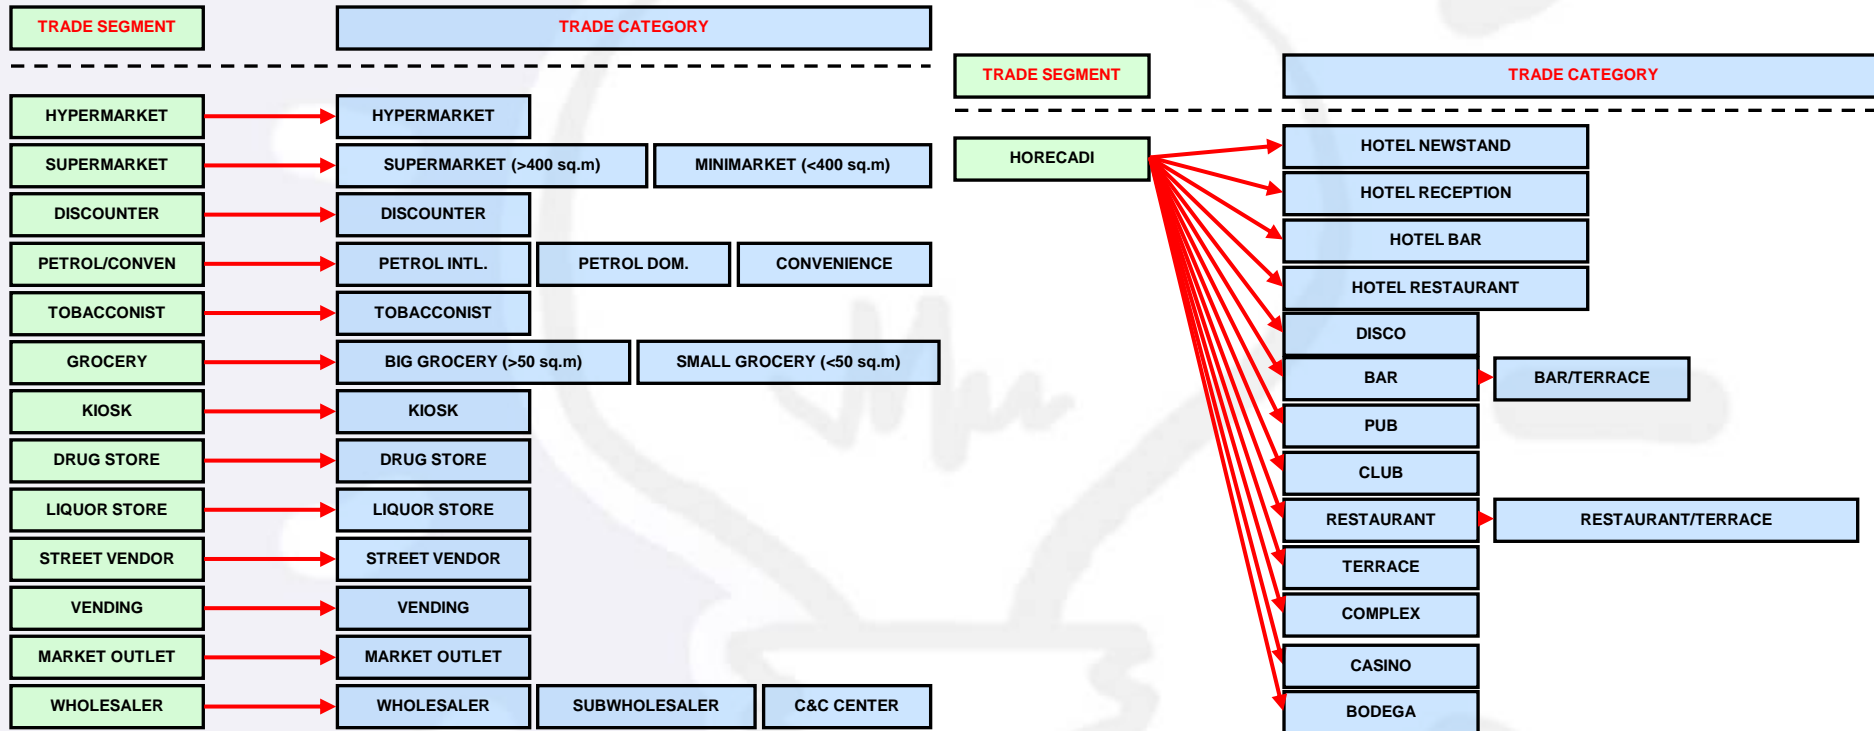 TRADE SEGMENT TRADE CATEGORY
HYPERMARKET HYPERMARKET
SUPERMARKET SUPERMARKET (>400 sq.m) MINIMARKET (<400 sq.m)
DISCOUNTER DISCOUNTER
PETROL/CONVEN PETROL INTL. PETROL DOM. CONVENIENCE
TOBACCONIST TOBACCONIST
GROCERY BIG GROCERY (>50 sq.m) SMALL GROCERY (<50 sq.m)
KIOSK KIOSK
DRUG STORE DRUG STORE
LIQUOR STORE LIQUOR STORE
STREET VENDOR STREET VENDOR
VENDING VENDING
MARKET OUTLET MARKET OUTLET
WHOLESALER WHOLESALER SUBWHOLESALER C&C CENTER
TRADE SEGMENT TRADE CATEGORY
HORECADI
HOTEL NEWSTAND
HOTEL RECEPTION
HOTEL BAR
HOTEL RESTAURANT
DISCO
BAR BAR/TERRACE
PUB
CLUB
RESTAURANT RESTAURANT/TERRACE
TERRACE
COMPLEX
CASINO
BODEGA